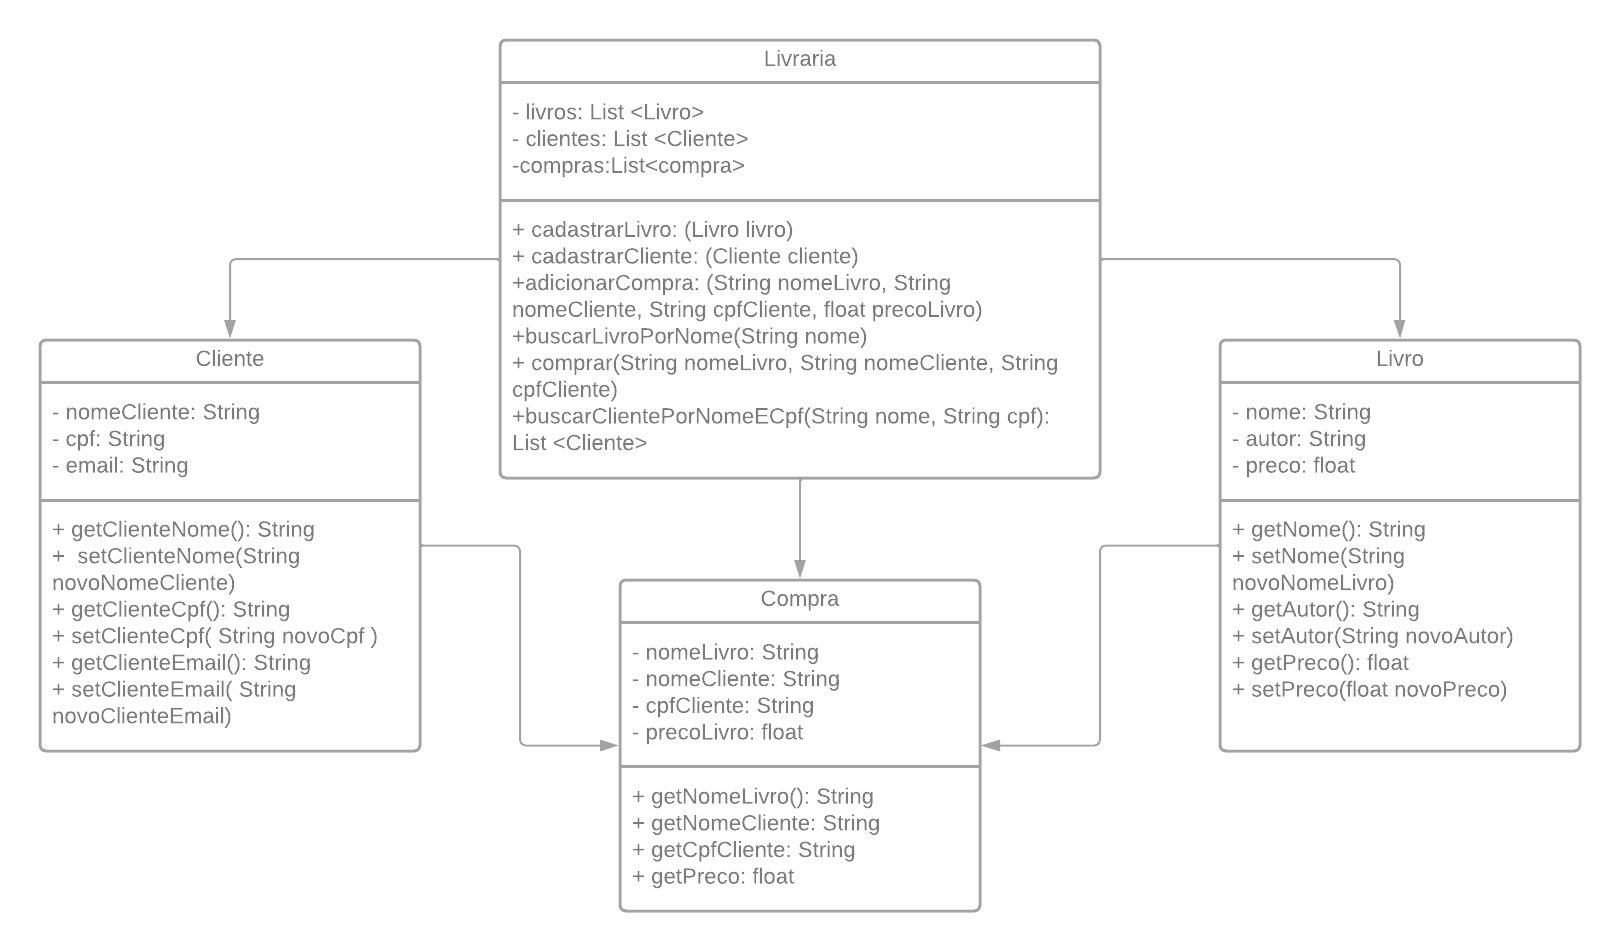 Livraria
- livros: List <Livro>
- clientes: List <Cliente>
-compras:List<compra>
+ cadastrarLivro: (Livro livro)
+ cadastrarCliente: (Cliente cliente)
+adicionarCompra: (String nomeLivro, String
nomeCliente, String cpfCliente, float precoLivro)
+buscarLivroPorNome(String nome)
+ comprar(String nomeLivro, String nomeCliente, String
cpfCliente)
+buscarClientePorNomeECpf(String nome, String cpf):
List <Cliente>
Cliente
- nomeCliente: String
- cpf: String
- email: String
+ getClienteNome(): String
+  setClienteNome(String
novoNomeCliente)
+ getClienteCpf(): String
+ setClienteCpf( String novoCpf )
+ getClienteEmail(): String
+ setClienteEmail( String
novoClienteEmail)
Livro
- nome: String
- autor: String
- preco: float
+ getNome(): String
+ setNome(String
novoNomeLivro)
+ getAutor(): String
+ setAutor(String novoAutor)
+ getPreco(): float
+ setPreco(float novoPreco)
Compra
- nomeLivro: String
- nomeCliente: String
- cpfCliente: String
- precoLivro: float
+ getNomeLivro(): String
+ getNomeCliente: String
+ getCpfCliente: String
+ getPreco: float